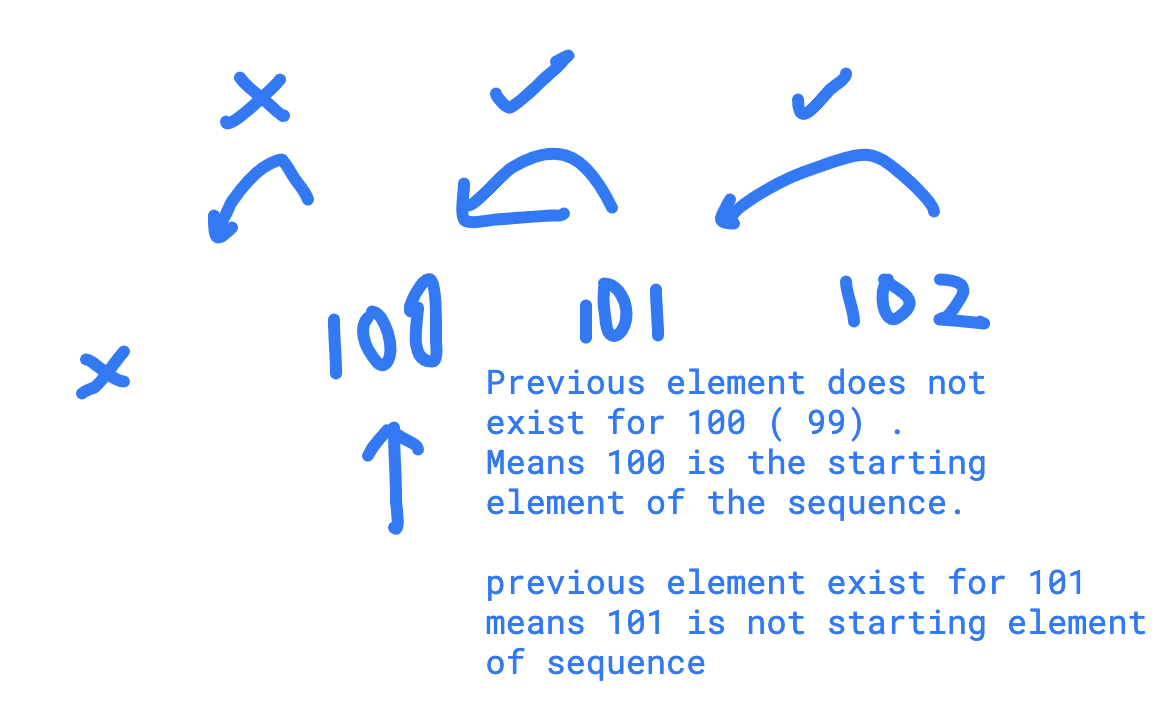 100 101 102
Previous element does not
exist for 100 ( 99) .
Means 100 is the starting
element of the sequence.
previous element exist for 101
means 101 is not starting element
of sequence